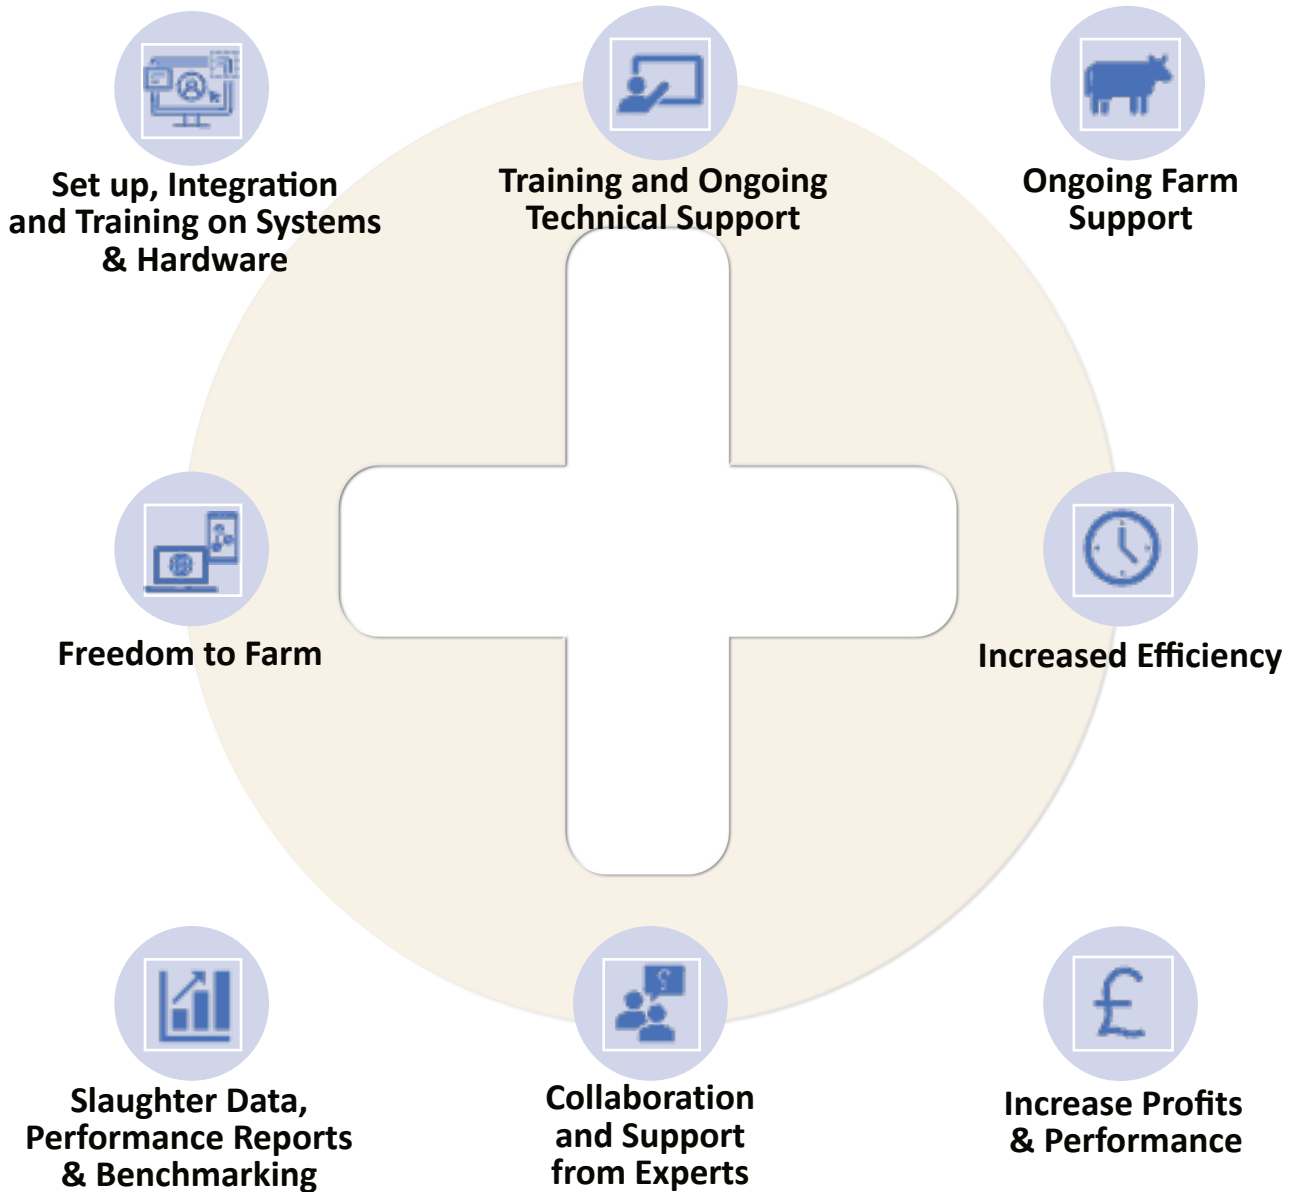 Set up, Integration
and Training on Systems
& Hardware
Training and Ongoing
Technical Support
Ongoing Farm
Support
Freedom to Farm
Increased Efficiency
Slaughter Data,
Performance Reports
& Benchmarking
Collaboration
and Support
from Experts
£
Increase Profits
& Performance